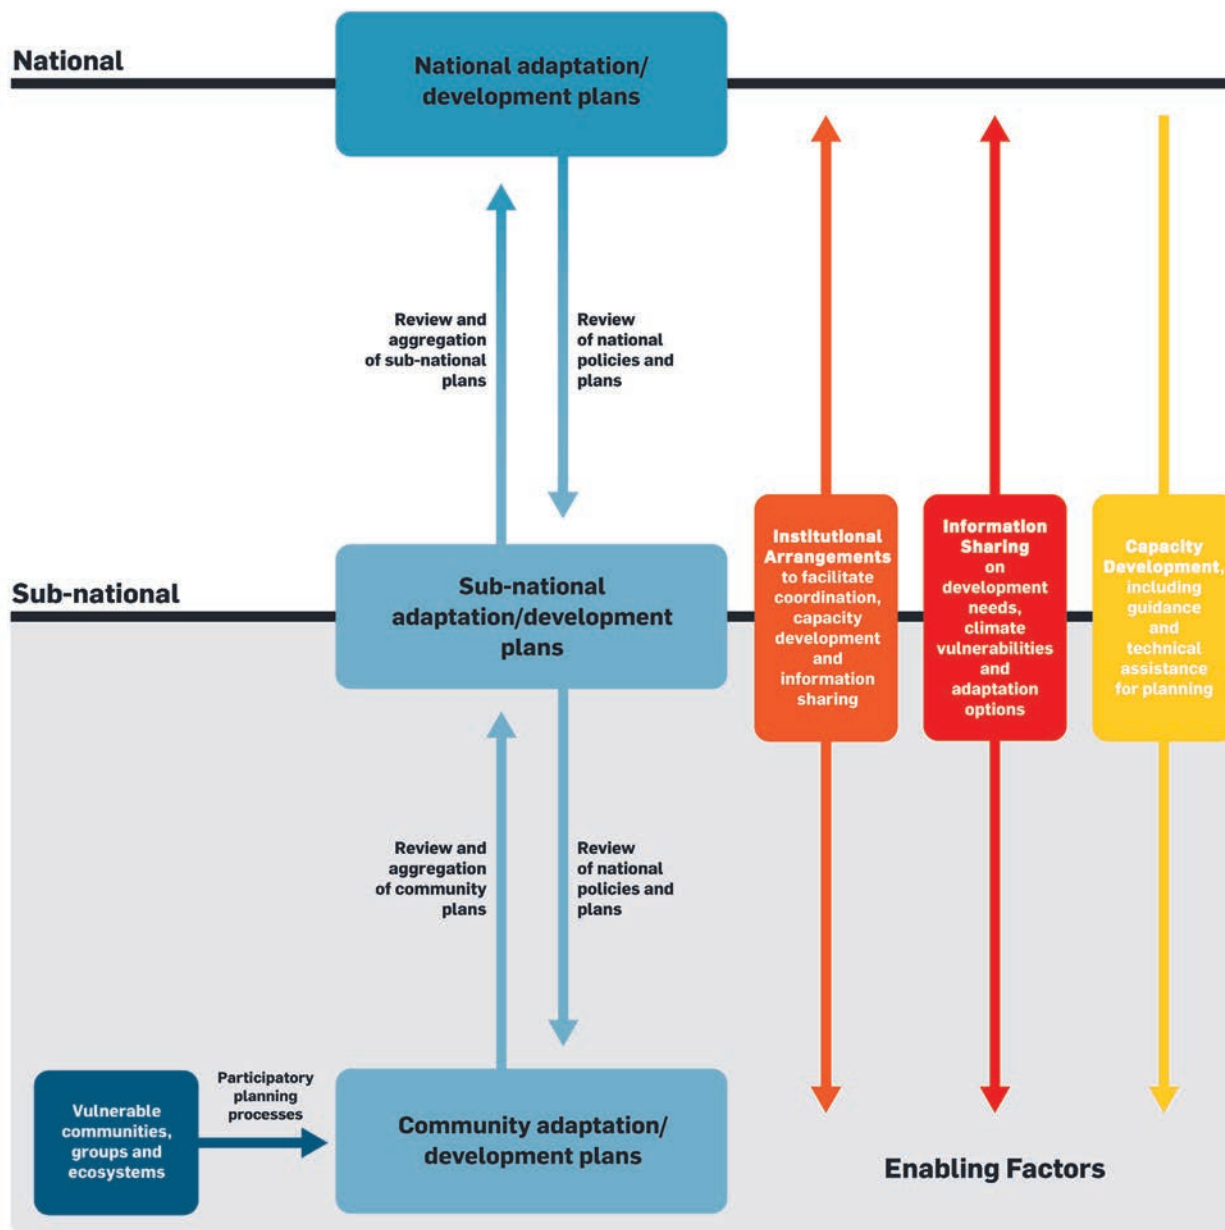 National
National adaptation/
development plans
Review and
aggregation
of sub-national
plans
Review
of national
policies and
plans
Sub-national
Sub-national
adaptation/development
plans
Institutional
Arrangements
to facilitate
coordination,
capacity
development
and
information
sharing
Information
Sharing
on
development
needs,
climate
vulnerabilities
and
adaptation
options
Capacity
Development,
including
guidance
and
technical
assistance
for planning
Review and
aggregation
of community
plans
Review
of national
policies and
plans
Vulnerable
communities,
groups and
ecosystems
Participatory
planning
processes
Community adaptation/
development plans
Enabling Factors